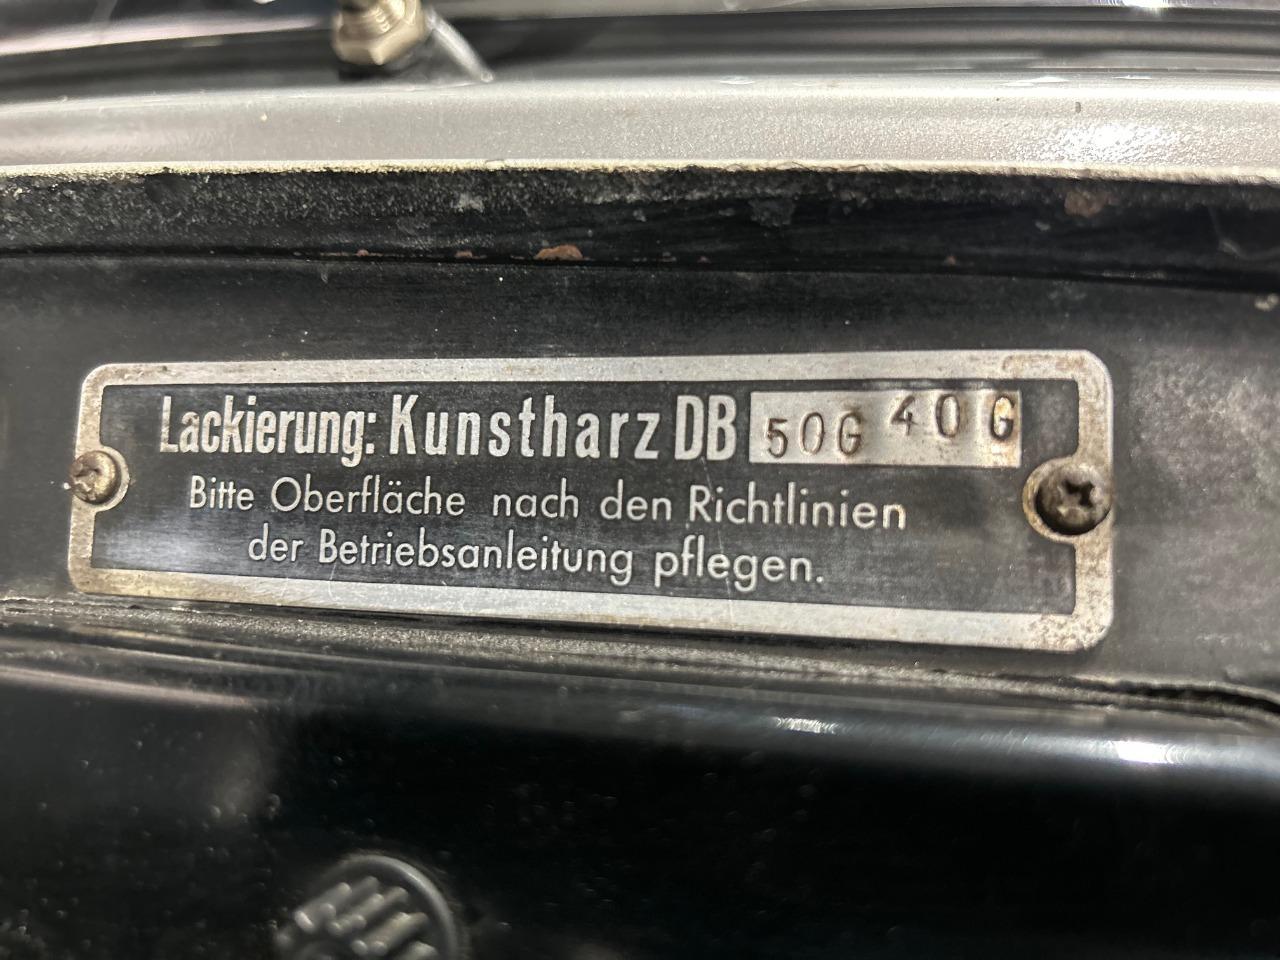 Lackierung: Kunstharz DB 50G 40G
Bitte Oberfläche nach den Richtlinien
der Betriebsanleitung pflegen.